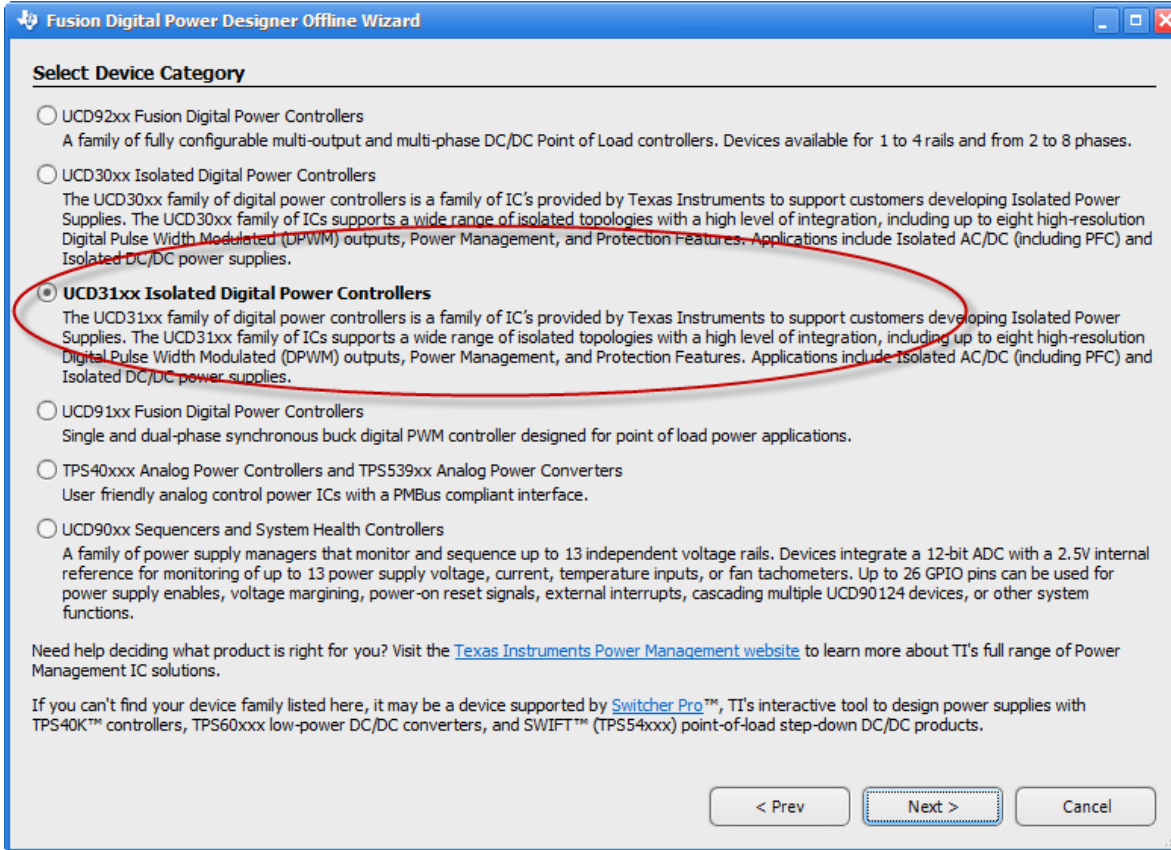 Fusion Digital Power Designer Offline Wizard
Select Device Category
UCD92xx Fusion Digital Power Controllers
A family of fully configurable multi-output and multi-phase DC/DC Point of Load controllers. Devices available for 1 to 4 rails and from 2 to 8 phases.
UCD30xx Isolated Digital Power Controllers
The UCD30xx family of digital power controllers is a family of IC's provided by Texas Instruments to support customers developing Isolated Power
Supplies. The UCD30xx family of ICs supports a wide range of isolated topologies with a high level of integration, including up to eight high-resolution
Digital Pulse Width Modulated (DPWM) outputs, Power Management, and Protection Features. Applications include Isolated AC/DC (including PFC) and
Isolated DC/DC power supplies.
UCD31xx Isolated Digital Power Controllers
The UCD31xx family of digital power controllers is a family of IC's provided by Texas Instruments to support customers developing Isolated Power
Supplies. The UCD31xx family of ICs supports a wide range of isolated topologies with a high level of integration, including up to eight high-resolution
Digital Pulse Width Modulated (DPWM) outputs, Power Management, and Protection Features. Applications include Isolated AC/DC (including PFC) and
Isolated DC/DC power supplies.
UCD91xx Fusion Digital Power Controllers
Single and dual-phase synchronous buck digital PWM controller designed for point of load power applications.
TPS40xxx Analog Power Controllers and TPS539xx Analog Power Converters
User friendly analog control power ICs with a PMBus compliant interface.
UCD90xx Sequencers and System Health Controllers
A family of power supply managers that monitor and sequence up to 13 independent voltage rails. Devices integrate a 12-bit ADC with a 2.5V internal
reference for monitoring of up to 13 power supply voltage, current, temperature inputs, or fan tachometers. Up to 26 GPIO pins can be used for
power supply enables, voltage margining, power-on reset signals, external interrupts, cascading multiple UCD90124 devices, or other system
functions.
Need help deciding what product is right for you? Visit the Texas Instruments Power Management website to learn more about TI's full range of Power
Management IC solutions.
If you can't find your device family listed here, it may be a device supported by Switcher Pro™, TI's interactive tool to design power supplies with
TPS40K™ controllers, TPS60xxx low-power DC/DC converters, and SWIFT™ (TPS54xxx) point-of-load step-down DC/DC products.
< Prev
Next >
Cancel